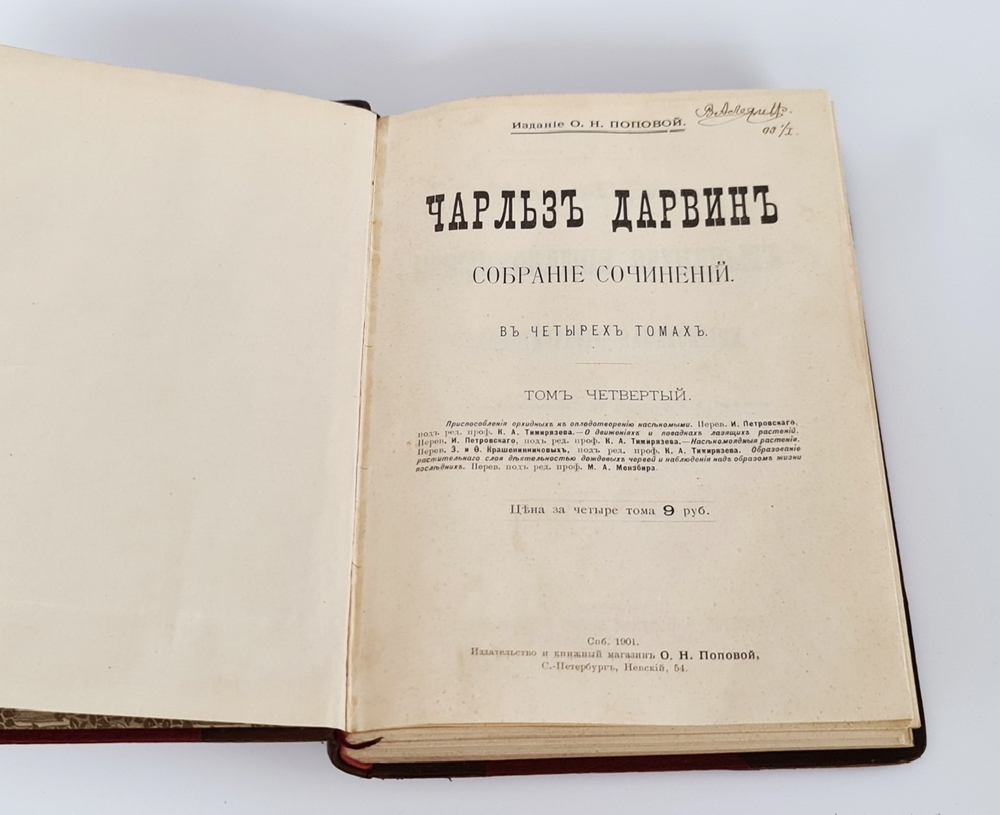 Изданіе О. Н. ПОПОВОЙ.
ЧАРЛЬЗЪ ДАРВИНЪ
СОБРАНІЕ СОЧИНЕНІЙ.
ВЪ ЧЕТЫРЕХЪ ТОМАХЪ.
ТОМЪ ЧЕТВЕРТЫЙ.
Приспособленія орхидныхъ къ оплодотворенію насѣкомыми. Перев. И. Петровскаго,
подъ ред. проф. К. А. Тимирязева.—О движеніяхъ и повадкахъ лазящихъ растеній.
Перев. И. Петровскаго, подъ ред. проф. К. А. Тимирязева.—Насѣкомоядныя растенія.
Перев. З. и Ѳ. Крашенинниковыхъ, подъ ред. проф. К. А. Тимирязева. Образованіе
растительнаго слоя дѣятельностью дождевыхъ червей и наблюденія надъ образомъ жизни
послѣднихъ. Перев. подъ ред. проф. М. А. Мензбира.
Цѣна за четыре тома 9 руб.
Спб. 1901.
Издательство и книжный магазинъ О. Н. Поповой,
С.-Петербургъ, Невскій, 54.